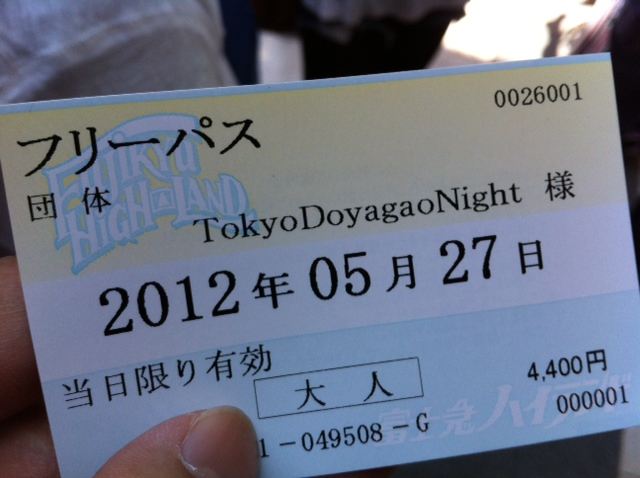 0026001
フリーパス
FUJIKYU
HIGHLAND
団体
TokyoDoyagaoNight 様
2012年05月27日
当日限り有効
大人
4,400円
1-049508-G
富士急ハイランド
000001